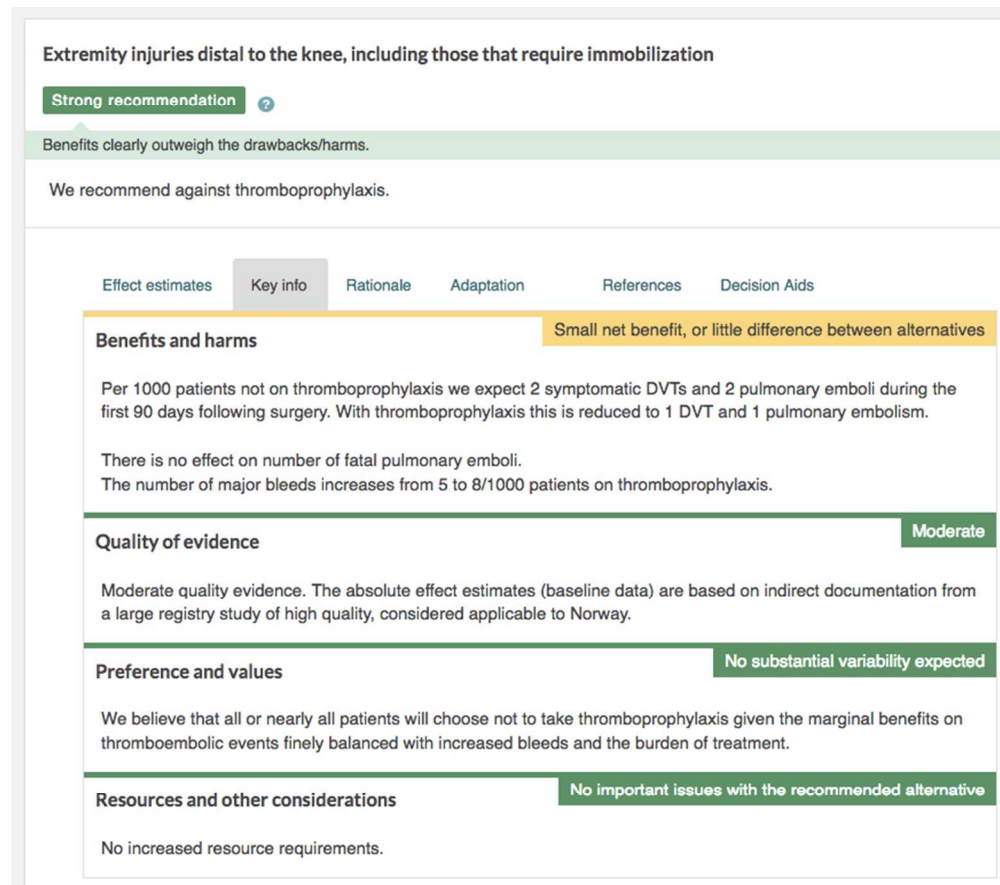 Extremity injuries distal to the knee, including those that require immobilization
Strong recommendation ?
Benefits clearly outweigh the drawbacks/harms.
We recommend against thromboprophylaxis.
Effect estimates Key info Rationale Adaptation References Decision Aids
Benefits and harms
Small net benefit, or little difference between alternatives
Per 1000 patients not on thromboprophylaxis we expect 2 symptomatic DVTs and 2 pulmonary emboli during the
first 90 days following surgery. With thromboprophylaxis this is reduced to 1 DVT and 1 pulmonary embolism.
There is no effect on number of fatal pulmonary emboli.
The number of major bleeds increases from 5 to 8/1000 patients on thromboprophylaxis.
Quality of evidence
Moderate
Moderate quality evidence. The absolute effect estimates (baseline data) are based on indirect documentation from
a large registry study of high quality, considered applicable to Norway.
Preference and values
No substantial variability expected
We believe that all or nearly all patients will choose not to take thromboprophylaxis given the marginal benefits on
thromboembolic events finely balanced with increased bleeds and the burden of treatment.
Resources and other considerations
No important issues with the recommended alternative
No increased resource requirements.